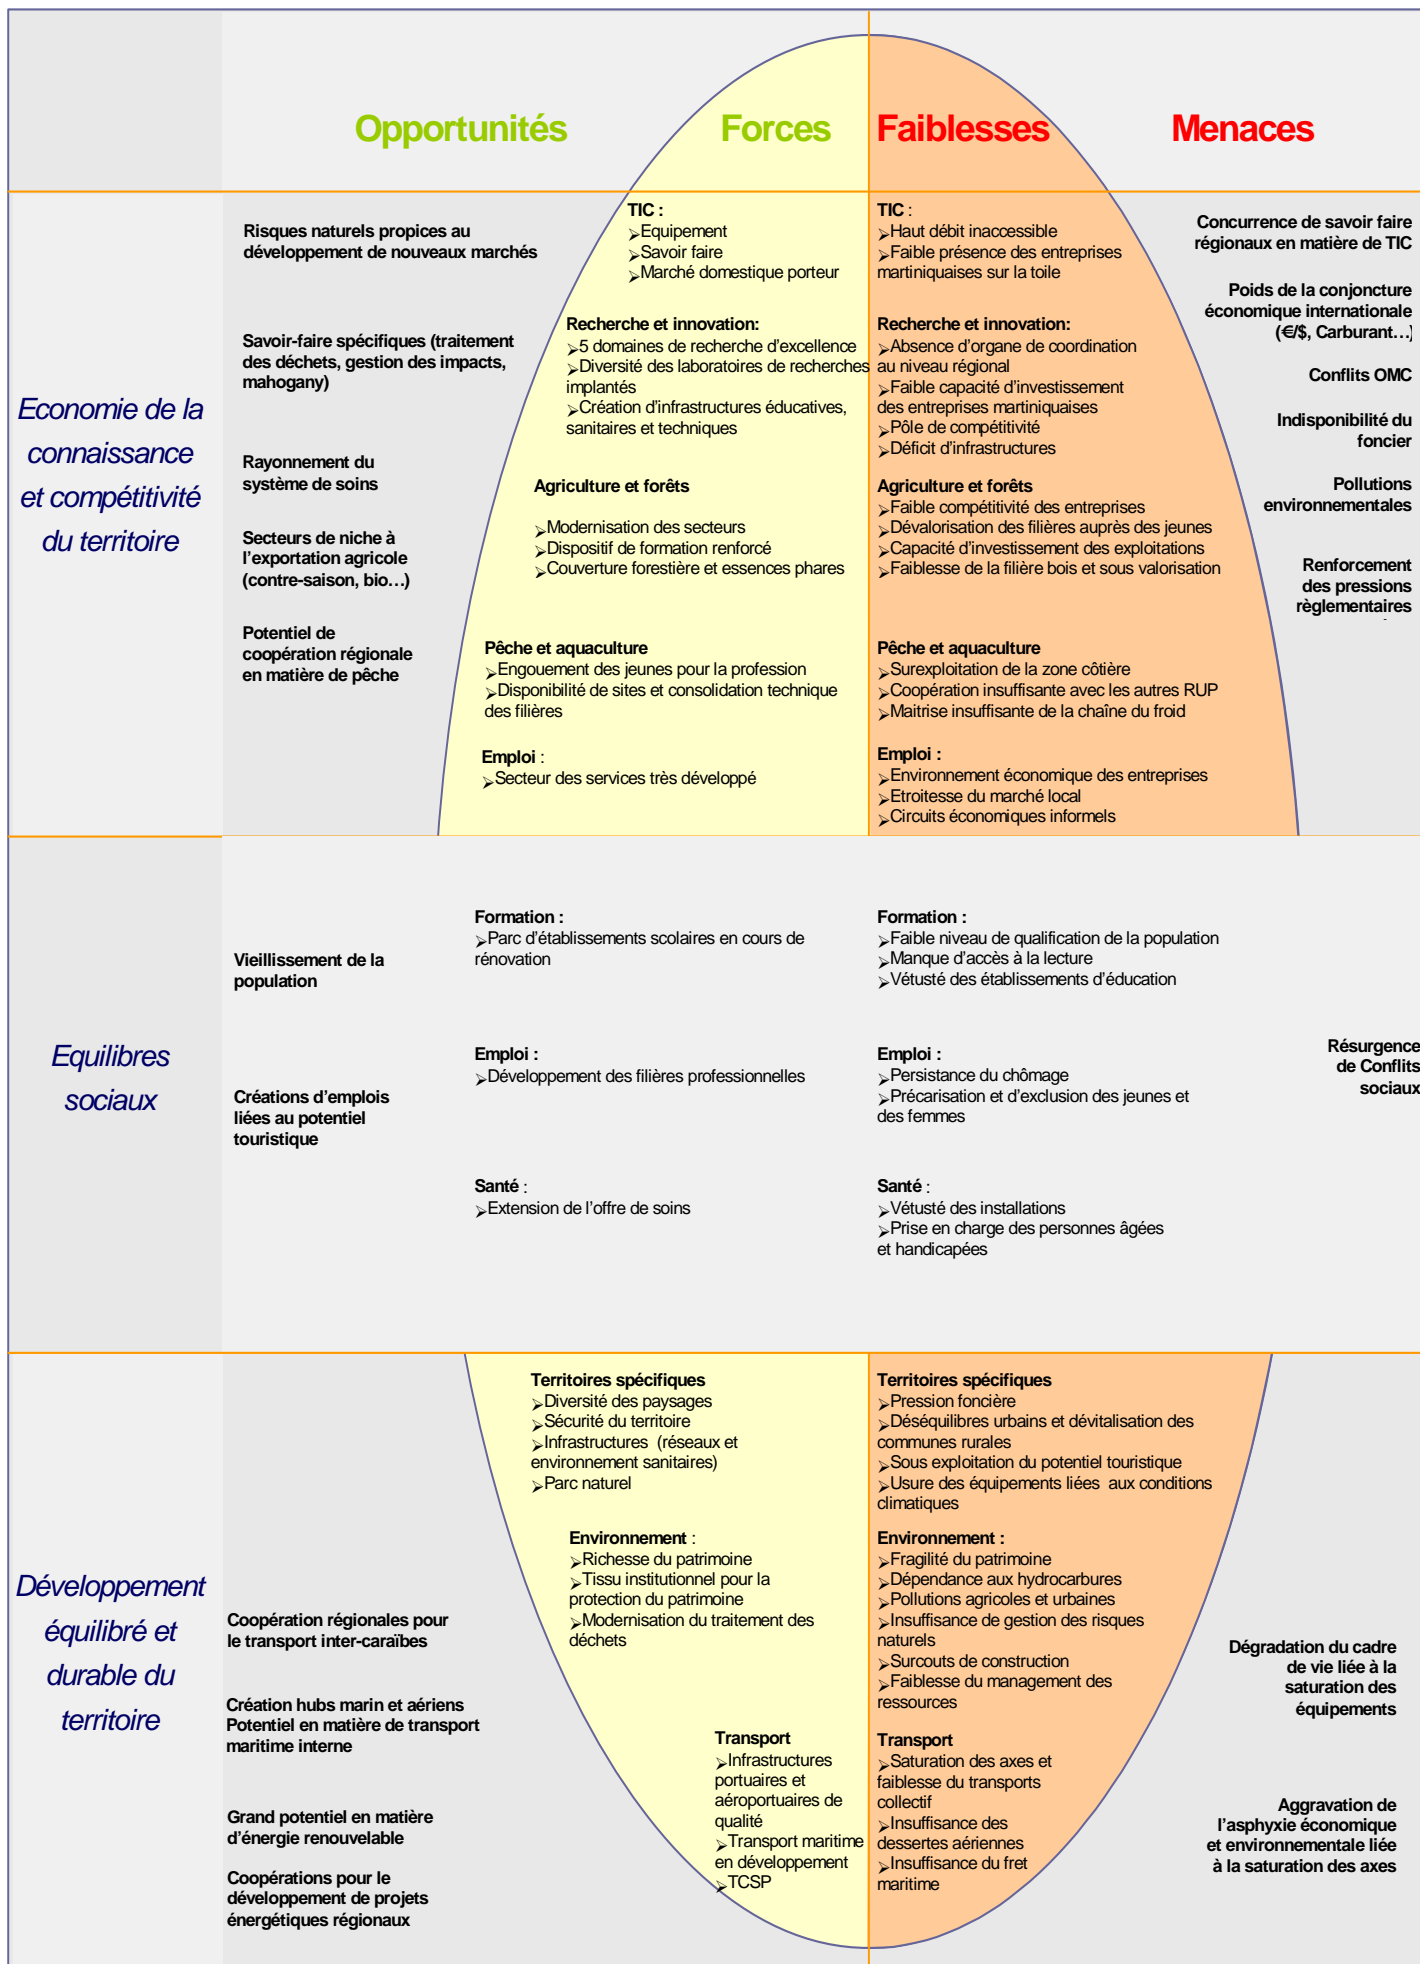 Opportunités
Forces
Faiblesses
Menaces
Economie de la
connaissance
et compétitivité
du territoire
Risques naturels propices au
développement de nouveaux marchés
Savoir-faire spécifiques (traitement
des déchets, gestion des impacts,
mahogany)
Rayonnement du
système de soins
Secteurs de niche à
l’exportation agricole
(contre-saison, bio…)
Potentiel de
coopération régionale
en matière de pêche
TIC :
➢Equipement
➢Savoir faire
➢Marché domestique porteur
Recherche et innovation:
➢5 domaines de recherche d’excellence
➢Diversité des laboratoires de recherches
implantés
➢Création d’infrastructures éducatives,
sanitaires et techniques
Agriculture et forêts
➢Modernisation des secteurs
➢Dispositif de formation renforcé
➢Couverture forestière et essences phares
Pêche et aquaculture
➢Engouement des jeunes pour la profession
➢Disponibilité de sites et consolidation technique
des filières
Emploi :
➢Secteur des services très développé
TIC :
➢Haut débit inaccessible
➢Faible présence des entreprises
martiniquaises sur la toile
Recherche et innovation:
➢Absence d’organe de coordination
au niveau régional
➢Faible capacité d’investissement
des entreprises martiniquaises
➢Pôle de compétitivité
➢Déficit d’infrastructures
Agriculture et forêts
➢Faible compétitivité des entreprises
➢Dévalorisation des filières auprès des jeunes
➢Capacité d’investissement des exploitations
➢Faiblesse de la filière bois et sous valorisation
Pêche et aquaculture
➢Surexploitation de la zone côtière
➢Coopération insuffisante avec les autres RUP
➢Maitrise insuffisante de la chaîne du froid
Emploi :
➢Environnement économique des entreprises
➢Etroitesse du marché local
➢Circuits économiques informels
Concurrence de savoir faire
régionaux en matière de TIC
Poids de la conjoncture
économique internationale
(€/$, Carburant…)
Conflits OMC
Indisponibilité du
foncier
Pollutions
environnementales
Renforcement
des pressions
règlementaires
Equilibres
sociaux
Vieillissement de la
population
Créations d’emplois
liées au potentiel
touristique
Formation :
➢Parc d’établissements scolaires en cours de
rénovation
Emploi :
➢Développement des filières professionnelles
Santé :
➢Extension de l’offre de soins
Formation :
➢Faible niveau de qualification de la population
➢Manque d’accès à la lecture
➢Vétusté des établissements d’éducation
Emploi :
➢Persistance du chômage
➢Précarisation et d’exclusion des jeunes et
des femmes
Santé :
➢Vétusté des installations
➢Prise en charge des personnes âgées
et handicapées
Résurgence
de Conflits
sociaux
Développement
équilibré et
durable du
territoire
Coopération régionales pour
le transport inter-caraïbes
Création hubs marin et aériens
Potentiel en matière de transport
maritime interne
Grand potentiel en matière
d’énergie renouvelable
Coopérations pour le
développement de projets
énergétiques régionaux
Territoires spécifiques
➢Diversité des paysages
➢Sécurité du territoire
➢Infrastructures (réseaux et
environnement sanitaires)
➢Parc naturel
Environnement :
➢Richesse du patrimoine
➢Tissu institutionnel pour la
protection du patrimoine
➢Modernisation du traitement des
déchets
Transport
➢Infrastructures
portuaires et
aéroportuaires de
qualité
➢Transport maritime
en développement
➢TCSP
Territoires spécifiques
➢Pression foncière
➢Déséquilibres urbains et dévitalisation des
communes rurales
➢Sous exploitation du potentiel touristique
➢Usure des équipements liées aux conditions
climatiques
Environnement :
➢Fragilité du patrimoine
➢Dépendance aux hydrocarbures
➢Pollutions agricoles et urbaines
➢Insuffisance de gestion des risques
naturels
➢Surcouts de construction
➢Faiblesse du management des
ressources
Transport
➢Saturation des axes et
faiblesse du transports
collectif
➢Insuffisance des
dessertes aériennes
➢Insuffisance du fret
maritime
Dégradation du cadre
de vie liée à la
saturation des
équipements
Aggravation de
l’asphyxie économique
et environnementale liée
à la saturation des axes